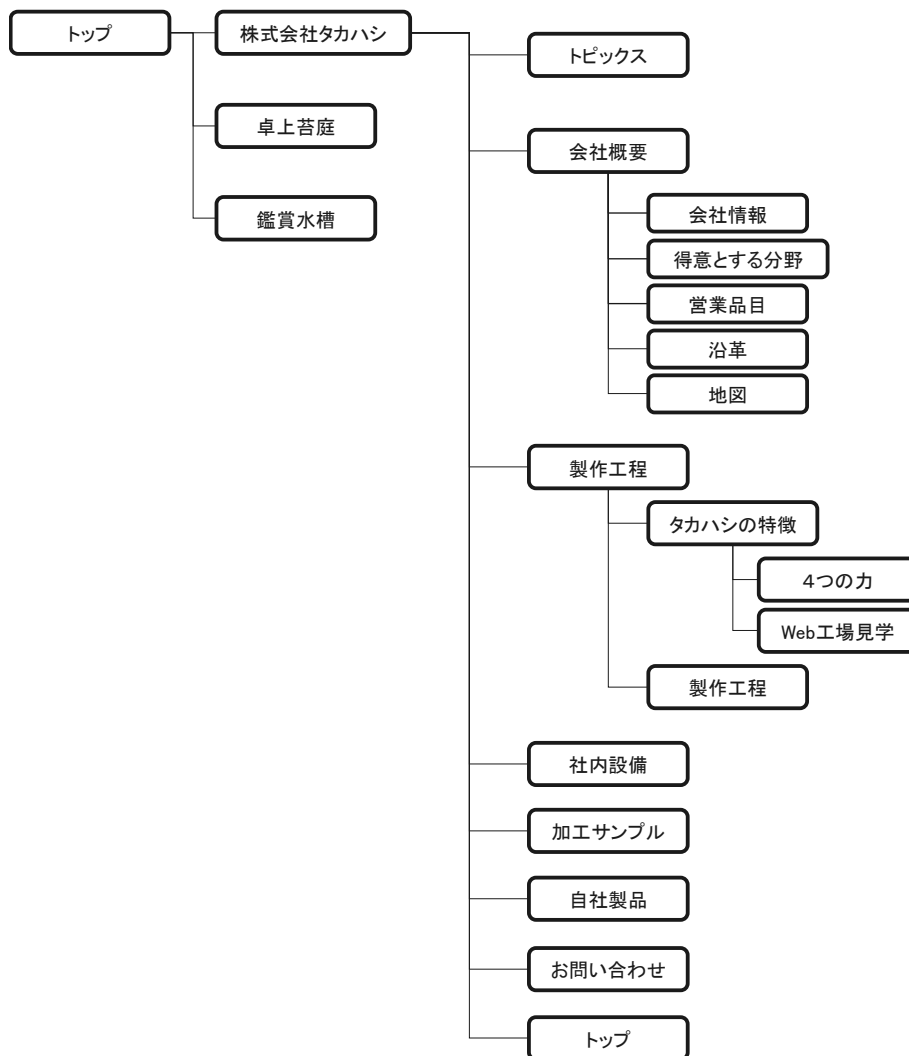 トップ
株式会社タカハシ
卓上苔庭
鑑賞水槽
トピックス
会社概要
会社情報
得意とする分野
営業品目
沿革
地図
製作工程
タカハシの特徴
4つの力
Web工場見学
製作工程
社内設備
加工サンプル
自社製品
お問い合わせ
トップ